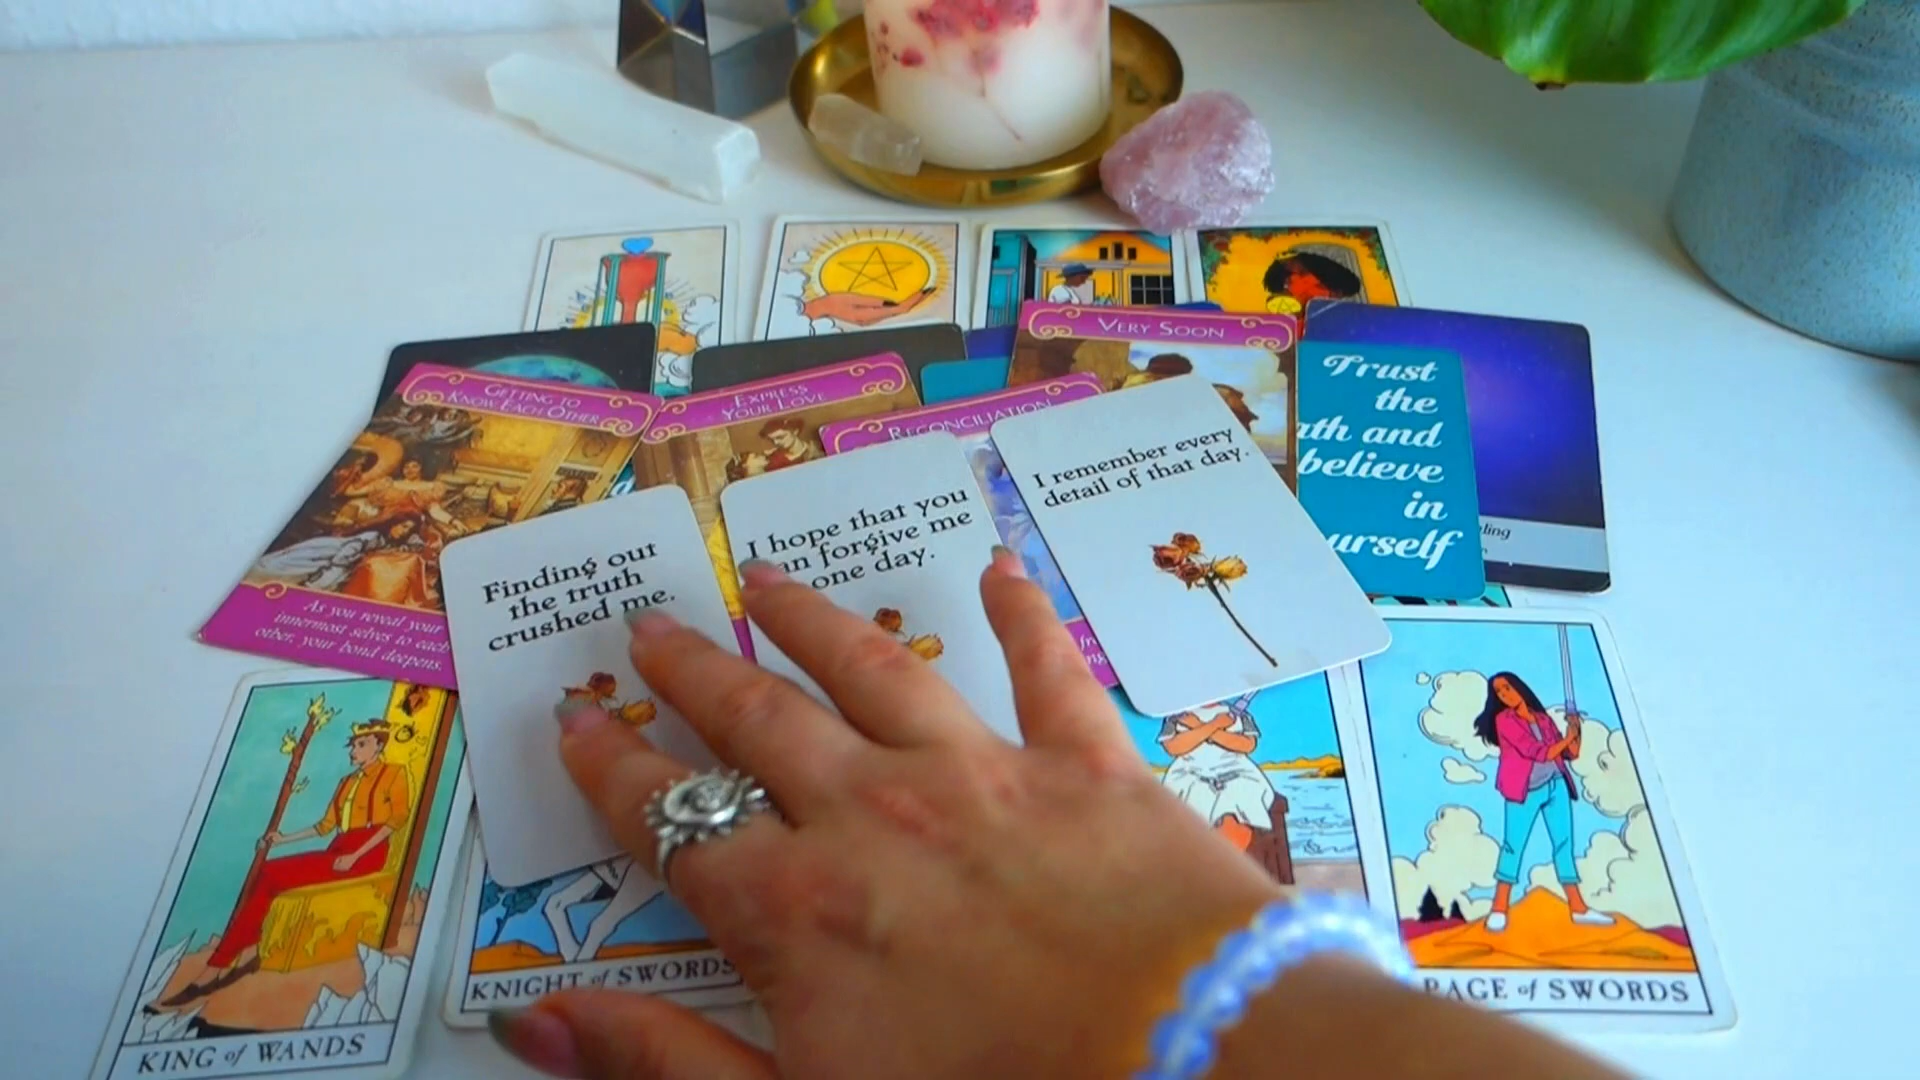 VERY SOON
Trust
the
and
believe
in
GETTING TO
KNOW EACH OTHER
EXPRESS
YOUR LOVE
RECONCILIATION
I remember every
detail of that day.
I hope that you
forgive me
one day.
Finding out
the truth
crushed me.
As you reveal your
innermost selves to each
other, your bond deepens.
KNIGHT of SWORDS
PAGE of SWORDS
KING of WANDS